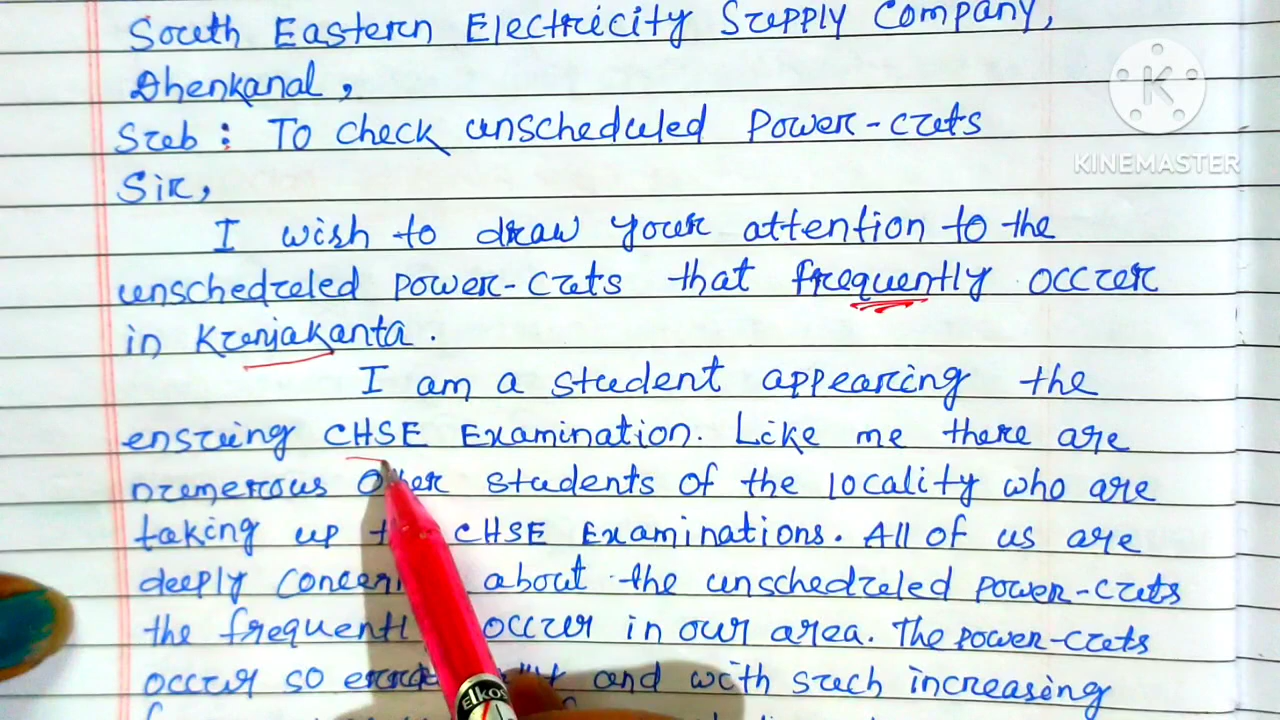 South Eastern Electricity Supply Company,
Dhenkanal,
KINEMASTER
Sub: To check unscheduled Power-cuts
Sir,
I wish to draw your attention to the
unscheduled power-cuts that frequently occur
in Kunjakanta.
I am a student appearing the
ensuing CHSE Examination. Like me there are
numerous other students of the locality who are
taking up CHSE Examinations. All of us are
deeply about the unscheduled power-cuts
the occur in our area. The power-cuts
occur so and with such increasing
elkos